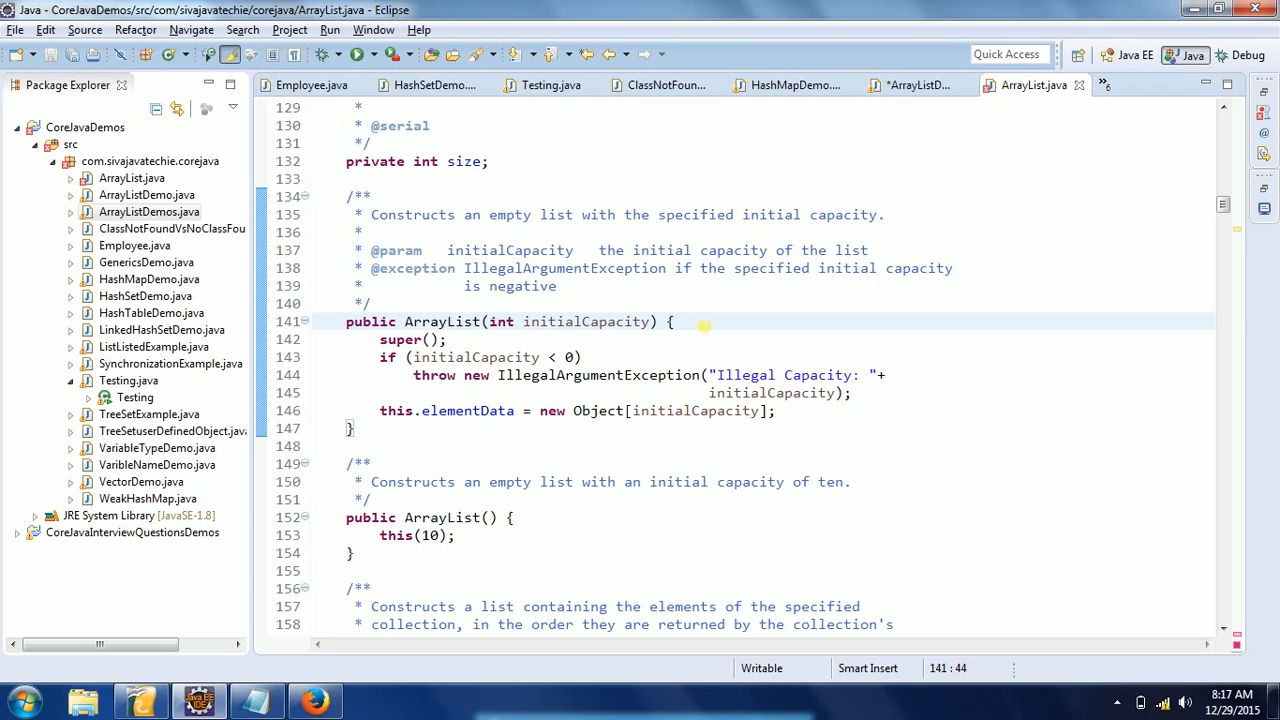 Java - CoreJavaDemos/src/com/sivajavatechie/corejava/ArrayList.java - Eclipse
File Edit Source Refactor Navigate Search Project Run Window Help
Quick Access Java EE Java Debug
Package Explorer
Employee.java HashSetDemo.... Testing.java ClassNotFoun... HashMapDemo.... *ArrayListD... ArrayList.java »6
CoreJavaDemos
src
com.sivajavatechie.corejava
ArrayList.java
ArrayListDemo.java
ArrayListDemos.java
ClassNotFoundVsNoClassFou
Employee.java
GenericsDemo.java
HashMapDemo.java
HashSetDemo.java
HashTableDemo.java
LinkedHashSetDemo.java
ListListedExample.java
SynchronizationExample.java
Testing.java
Testing
TreeSetExample.java
TreeSetuserDefinedObject.java
VariableTypeDemo.java
VaribleNameDemo.java
VectorDemo.java
WeakHashMap.java
JRE System Library [JavaSE-1.8]
CoreJavaInterviewQuestionsDemos
129 *
130 * @serial
131 */
132 private int size;
133
134 /**
135 * Constructs an empty list with the specified initial capacity.
136 *
137 * @param initialCapacity the initial capacity of the list
138 * @exception IllegalArgumentException if the specified initial capacity
139 * is negative
140 */
141 public ArrayList(int initialCapacity) {
142 super();
143 if (initialCapacity < 0)
144 throw new IllegalArgumentException("Illegal Capacity: "+
145 initialCapacity);
146 this.elementData = new Object[initialCapacity];
147 }
148
149 /**
150 * Constructs an empty list with an initial capacity of ten.
151 */
152 public ArrayList() {
153 this(10);
154 }
155
156 /**
157 * Constructs a list containing the elements of the specified
158 * collection, in the order they are returned by the collection's
Writable Smart Insert 141 : 44
Java EE IDE
8:17 AM
12/29/2015